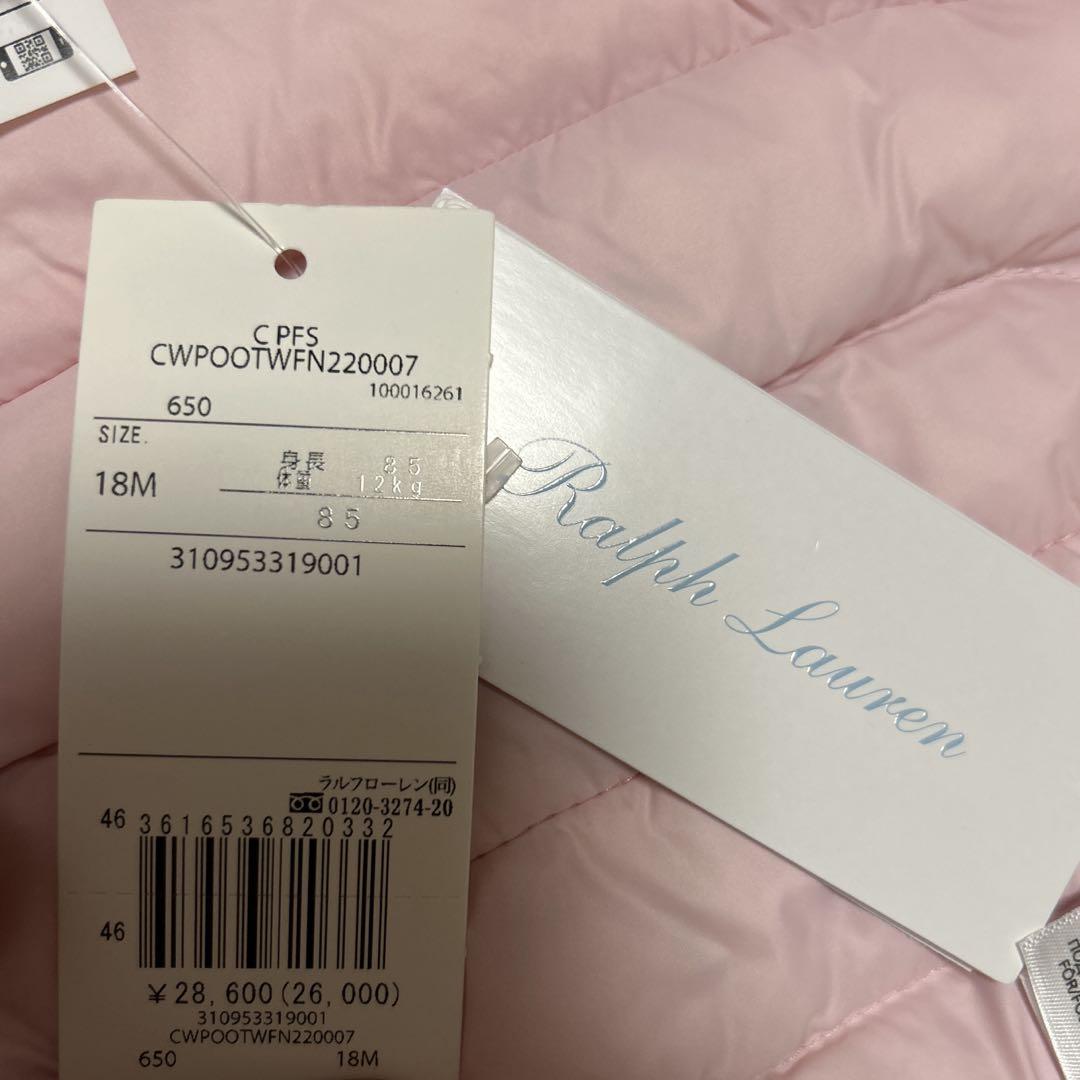 C PFS
CWPOOTWFN220007
100016261
650
SIZE.
18M
身長 85
体重 12kg
85
310953319001
ラルフローレン(同)
0120-3274-20
46
3616536820332
46
¥28,600(26,000)
310953319001
CWPOOTWFN220007
650 18M
Ralph Lauren